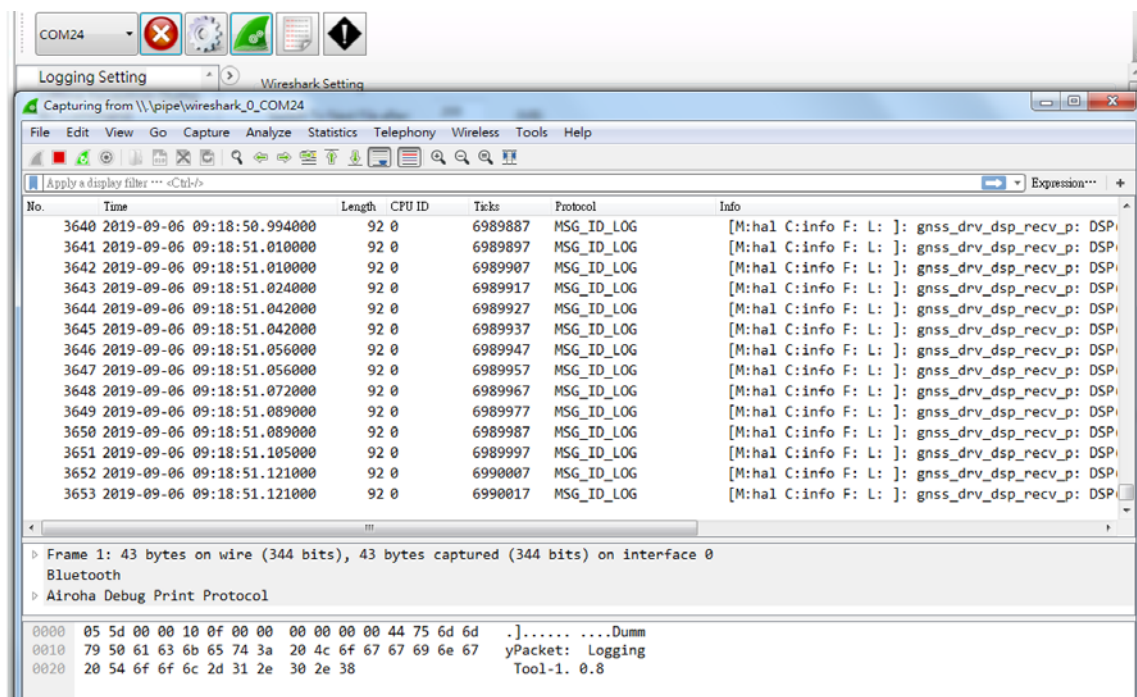 COM24
Logging Setting
Wireshark Setting
Capturing from \\.\pipe\wireshark_0_COM24
File Edit View Go Capture Analyze Statistics Telephony Wireless Tools Help
Apply a display filter ··· <Ctrl-/> Expression··· +
No. Time Length CPU ID Ticks Protocol Info
3640 2019-09-06 09:18:50.994000 92 0 6989887 MSG_ID_LOG [M:hal C:info F: L: ]: gnss_drv_dsp_recv_p: DSP
3641 2019-09-06 09:18:51.010000 92 0 6989897 MSG_ID_LOG [M:hal C:info F: L: ]: gnss_drv_dsp_recv_p: DSP
3642 2019-09-06 09:18:51.010000 92 0 6989907 MSG_ID_LOG [M:hal C:info F: L: ]: gnss_drv_dsp_recv_p: DSP
3643 2019-09-06 09:18:51.024000 92 0 6989917 MSG_ID_LOG [M:hal C:info F: L: ]: gnss_drv_dsp_recv_p: DSP
3644 2019-09-06 09:18:51.042000 92 0 6989927 MSG_ID_LOG [M:hal C:info F: L: ]: gnss_drv_dsp_recv_p: DSP
3645 2019-09-06 09:18:51.042000 92 0 6989937 MSG_ID_LOG [M:hal C:info F: L: ]: gnss_drv_dsp_recv_p: DSP
3646 2019-09-06 09:18:51.056000 92 0 6989947 MSG_ID_LOG [M:hal C:info F: L: ]: gnss_drv_dsp_recv_p: DSP
3647 2019-09-06 09:18:51.056000 92 0 6989957 MSG_ID_LOG [M:hal C:info F: L: ]: gnss_drv_dsp_recv_p: DSP
3648 2019-09-06 09:18:51.072000 92 0 6989967 MSG_ID_LOG [M:hal C:info F: L: ]: gnss_drv_dsp_recv_p: DSP
3649 2019-09-06 09:18:51.089000 92 0 6989977 MSG_ID_LOG [M:hal C:info F: L: ]: gnss_drv_dsp_recv_p: DSP
3650 2019-09-06 09:18:51.089000 92 0 6989987 MSG_ID_LOG [M:hal C:info F: L: ]: gnss_drv_dsp_recv_p: DSP
3651 2019-09-06 09:18:51.105000 92 0 6989997 MSG_ID_LOG [M:hal C:info F: L: ]: gnss_drv_dsp_recv_p: DSP
3652 2019-09-06 09:18:51.121000 92 0 6990007 MSG_ID_LOG [M:hal C:info F: L: ]: gnss_drv_dsp_recv_p: DSP
3653 2019-09-06 09:18:51.121000 92 0 6990017 MSG_ID_LOG [M:hal C:info F: L: ]: gnss_drv_dsp_recv_p: DSP
Frame 1: 43 bytes on wire (344 bits), 43 bytes captured (344 bits) on interface 0
Bluetooth
Airoha Debug Print Protocol
0000 05 5d 00 00 10 0f 00 00 00 00 00 00 44 75 6d 6d .]...... ....Dumm
0010 79 50 61 63 6b 65 74 3a 20 4c 6f 67 67 69 6e 67 yPacket: Logging
0020 20 54 6f 6f 6c 2d 31 2e 30 2e 38 Tool-1. 0.8